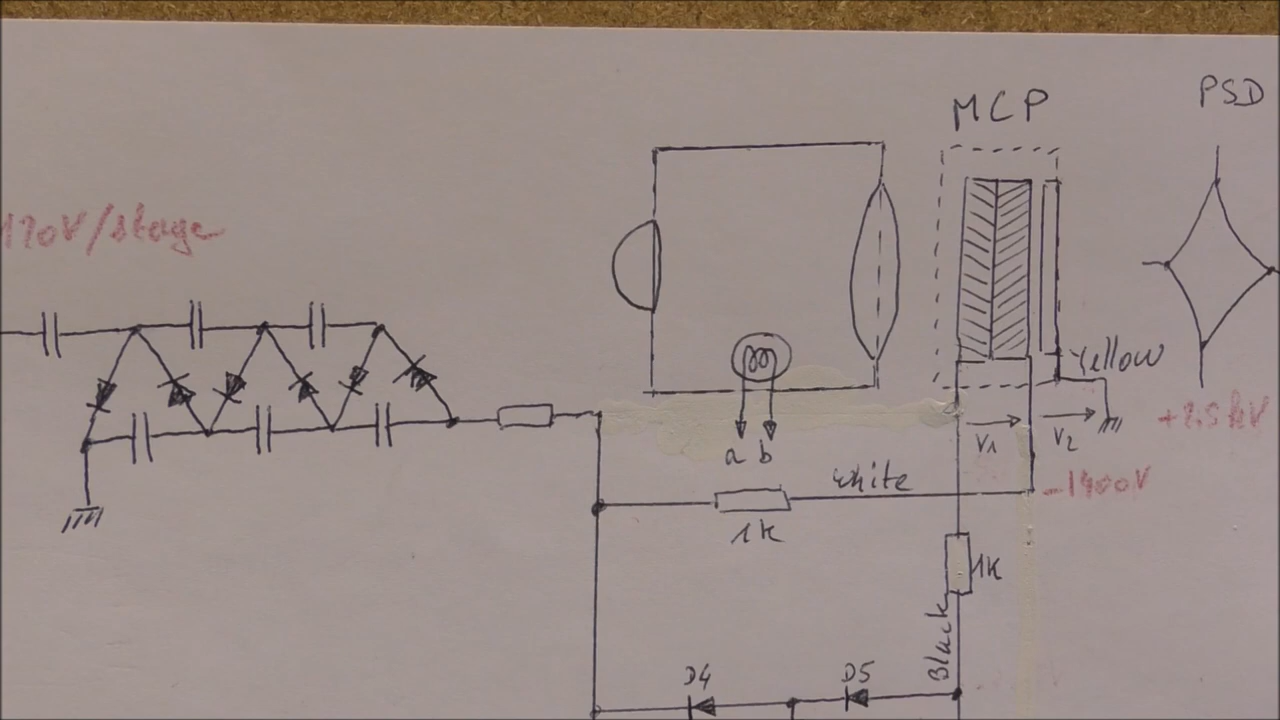 MCP
PSD
170V/stage
Yellow
a b
V1
V2
+2.5kV
white
-1400V
1K
1K
Black
D4
D5